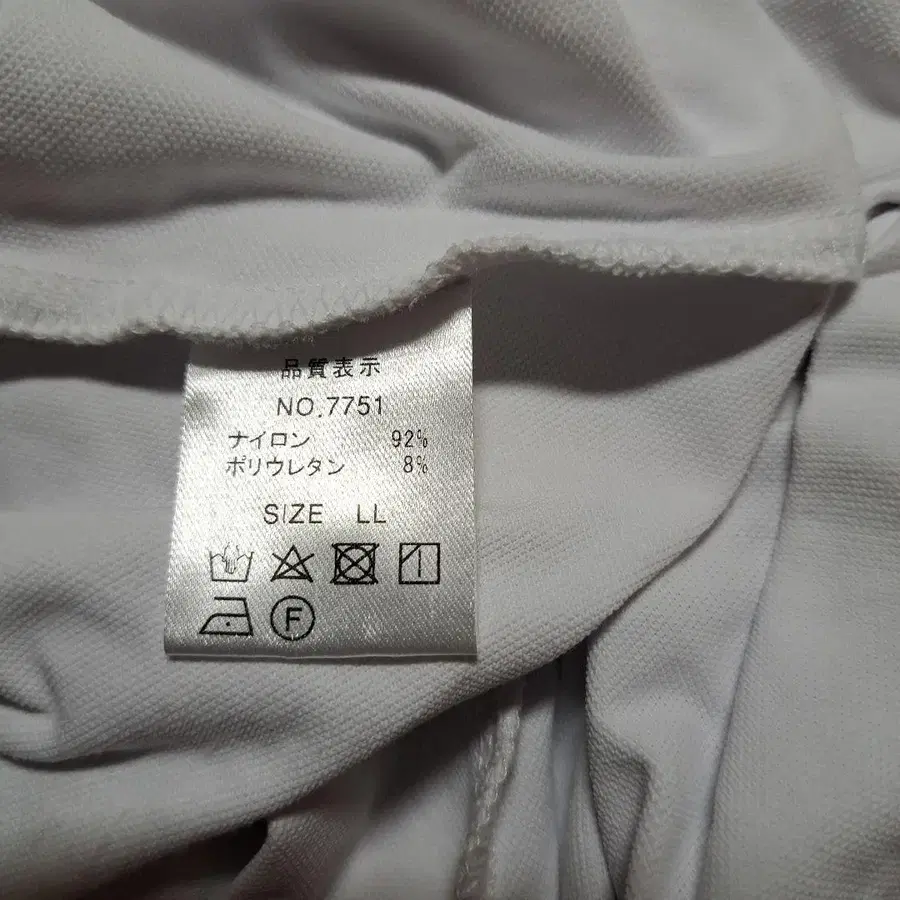 品質表示
NO.7751
ナイロン 92%
ポリウレタン 8%
SIZE LL
F